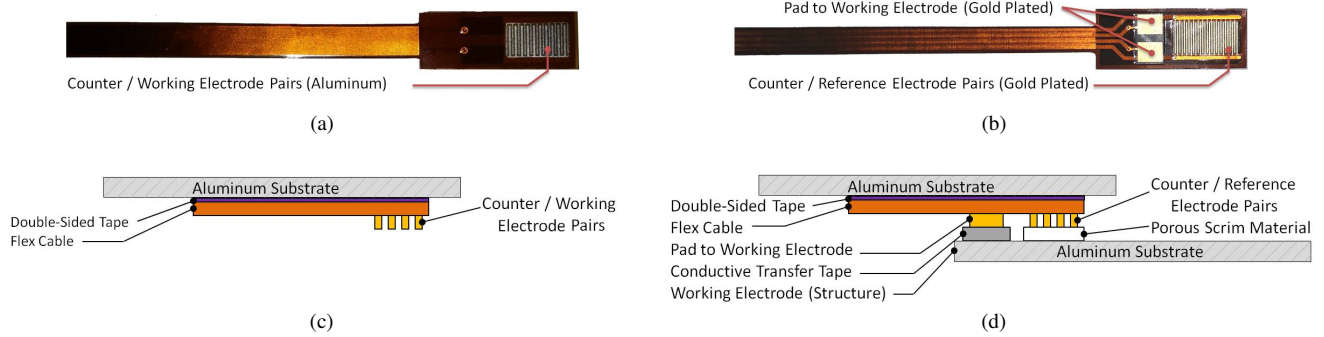 Pad to Working Electrode (Gold Plated)
Counter / Working Electrode Pairs (Aluminum)
Counter / Reference Electrode Pairs (Gold Plated)
(a)
(b)
Aluminum Substrate
Double-Sided Tape
Flex Cable
Counter / Working
Electrode Pairs
Aluminum Substrate
Double-Sided Tape
Flex Cable
Pad to Working Electrode
Conductive Transfer Tape
Working Electrode (Structure)
Counter / Reference
Electrode Pairs
Porous Scrim Material
Aluminum Substrate
(c)
(d)